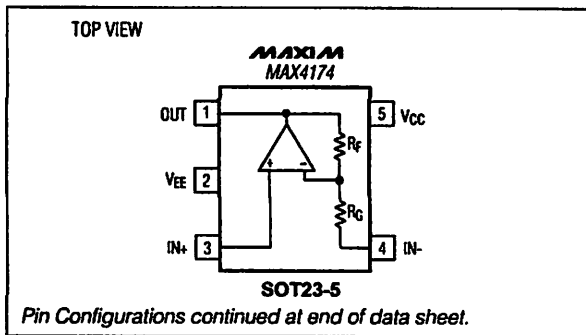 TOP VIEW
MAXIM
MAX4174
OUT 1
5 VCC
RF
+ -
VEE 2
RG
IN+ 3
4 IN-
SOT23-5
Pin Configurations continued at end of data sheet.